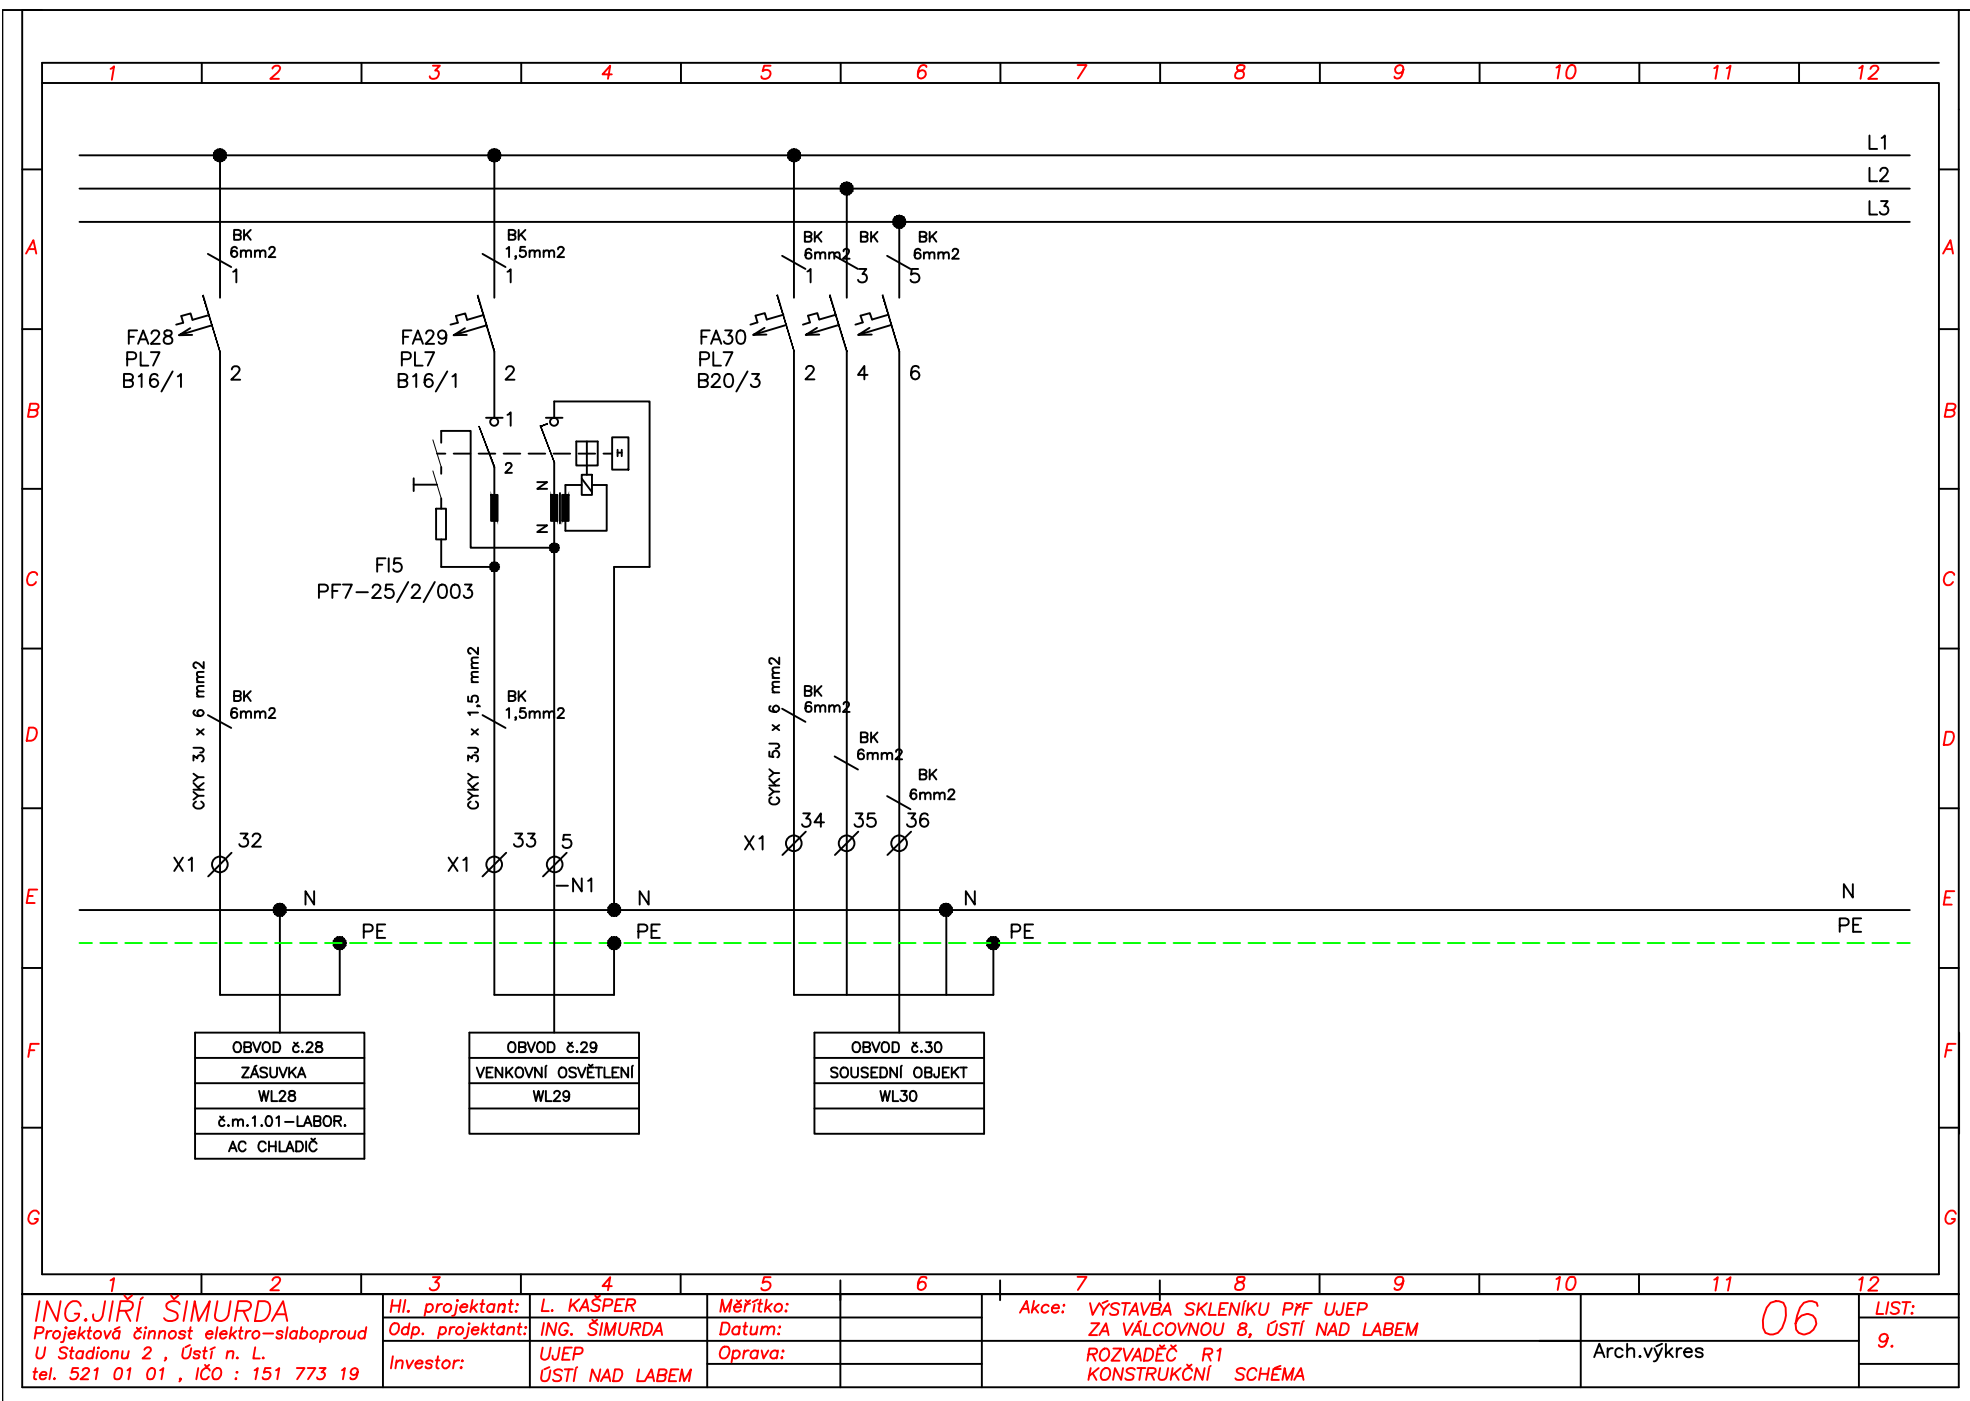 1 2 3 4 5 6 7 8 9 10 11 12
L1
L2
L3
A A
B B
C C
D D
E E
F F
G G
BK
6mm2
1
FA28
PL7
B16/1
2
CYKY 3J x 6 mm2
BK
6mm2
X1
32
N
PE
BK
1,5mm2
1
FA29
PL7
B16/1
2
1
2
N
N
H
FI5
PF7-25/2/003
CYKY 3J x 1,5 mm2
BK
1,5mm2
X1
33
5
-N1
N
PE
BK BK BK
6mm2 6mm2
1 3 5
FA30
PL7
B20/3
2 4 6
CYKY 5J x 6 mm2
BK
6mm2
BK
6mm2
BK
6mm2
X1
34 35 36
N
PE
N
PE
OBVOD č.28
ZÁSUVKA
WL28
č.m.1.01-LABOR.
AC CHLADIČ
OBVOD č.29
VENKOVNÍ OSVĚTLENÍ
WL29
OBVOD č.30
SOUSEDNÍ OBJEKT
WL30
1 2 3 4 5 6 7 8 9 10 11 12
ING.JIŘÍ ŠIMURDA
Projektová činnost elektro-slaboproud
U Stadionu 2 , Ústí n. L.
tel. 521 01 01 , IČO : 151 773 19
Hl. projektant: L. KAŠPER
Odp. projektant: ING. ŠIMURDA
Investor: UJEP
ÚSTÍ NAD LABEM
Měřítko:
Datum:
Oprava:
Akce: VÝSTAVBA SKLENÍKU PřF UJEP
ZA VÁLCOVNOU 8, ÚSTÍ NAD LABEM
ROZVADĚČ R1
KONSTRUKČNÍ SCHÉMA
06
Arch.výkres
LIST:
9.